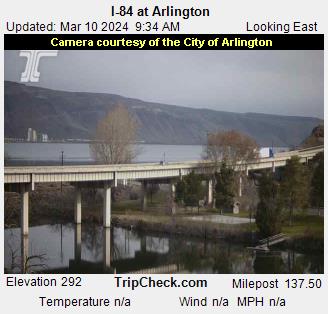 I-84 at Arlington
Updated: Mar 10 2024 9:34 AM Looking East
Camera courtesy of the City of Arlington
Elevation 292 TripCheck.com Milepost 137.50
Temperature n/a Wind n/a MPH n/a